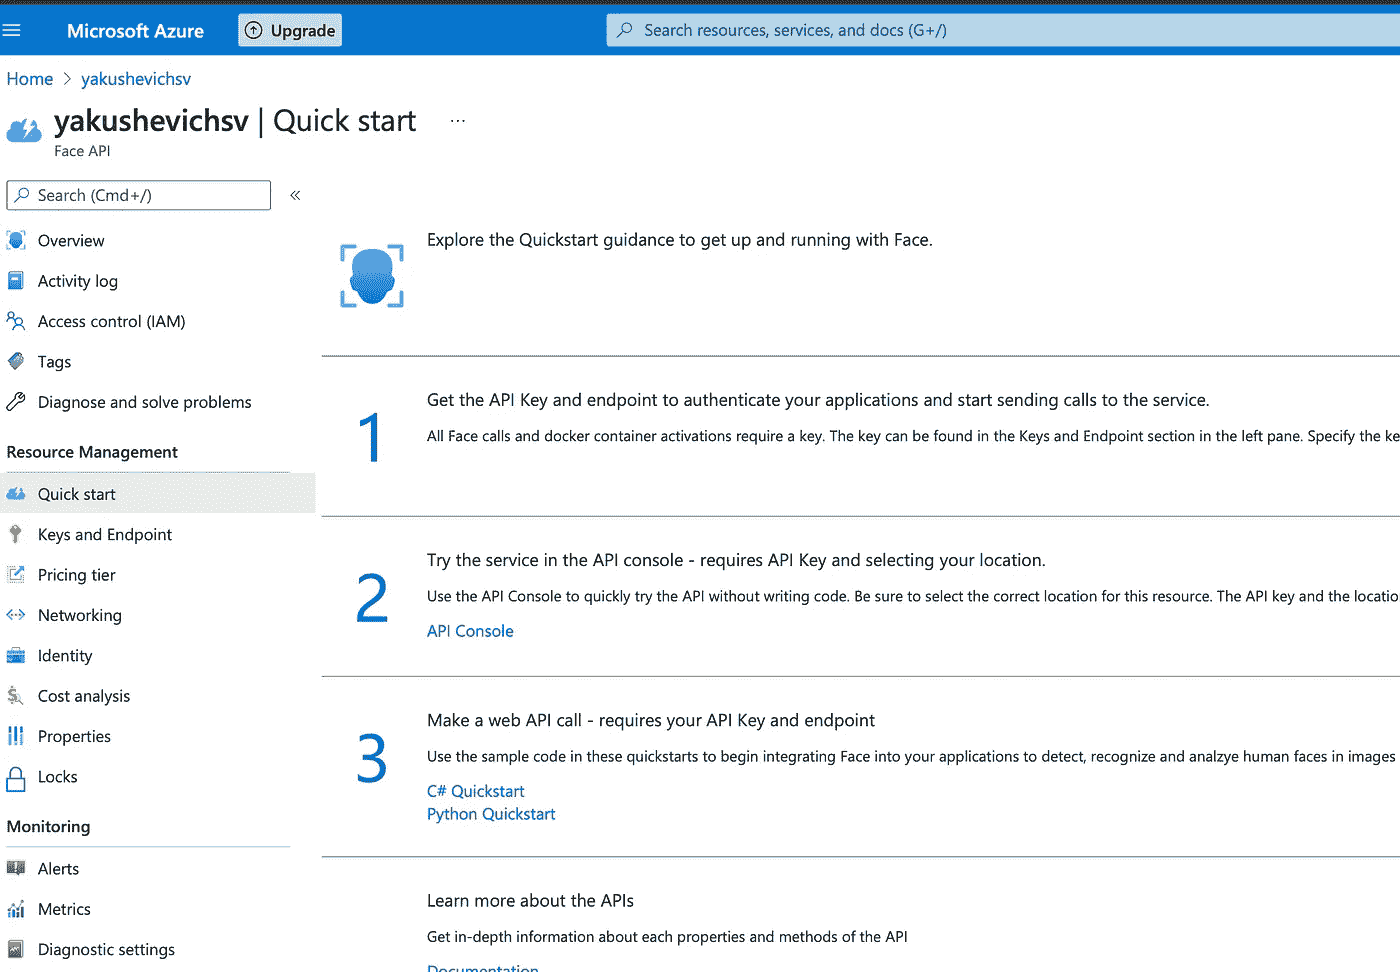 Microsoft Azure
Upgrade
Search resources, services, and docs (G+/)
Home > yakushevichsv
yakushevichsv | Quick start ...
Face API
Search (Cmd+/) «
Overview
Activity log
Access control (IAM)
Tags
Diagnose and solve problems
Resource Management
Quick start
Keys and Endpoint
Pricing tier
Networking
Identity
Cost analysis
Properties
Locks
Monitoring
Alerts
Metrics
Diagnostic settings
Explore the Quickstart guidance to get up and running with Face.
1
Get the API Key and endpoint to authenticate your applications and start sending calls to the service.
All Face calls and docker container activations require a key. The key can be found in the Keys and Endpoint section in the left pane. Specify the ke
2
Try the service in the API console - requires API Key and selecting your location.
Use the API Console to quickly try the API without writing code. Be sure to select the correct location for this resource. The API key and the locatio
API Console
3
Make a web API call - requires your API Key and endpoint
Use the sample code in these quickstarts to begin integrating Face into your applications to detect, recognize and analzye human faces in images
C# Quickstart
Python Quickstart
Learn more about the APIs
Get in-depth information about each properties and methods of the API
Documentation